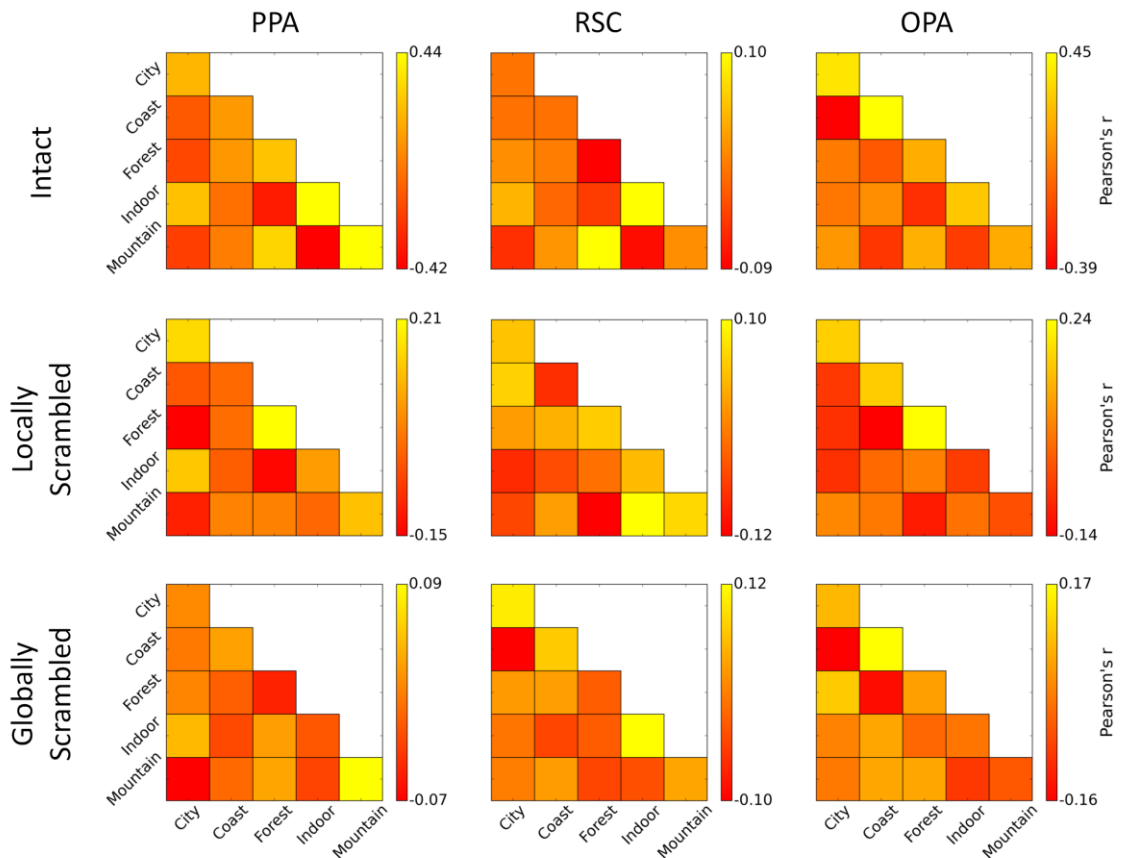 PPA RSC OPA
Intact
City
Coast
Forest
Indoor
Mountain
0.44
-0.42
0.10
-0.09
0.45
-0.39
Pearson's r
Locally
Scrambled
City
Coast
Forest
Indoor
Mountain
0.21
-0.15
0.10
-0.12
0.24
-0.14
Pearson's r
Globally
Scrambled
City
Coast
Forest
Indoor
Mountain
0.09
-0.07
0.12
-0.10
0.17
-0.16
Pearson's r
City Coast Forest Indoor Mountain
City Coast Forest Indoor Mountain
City Coast Forest Indoor Mountain